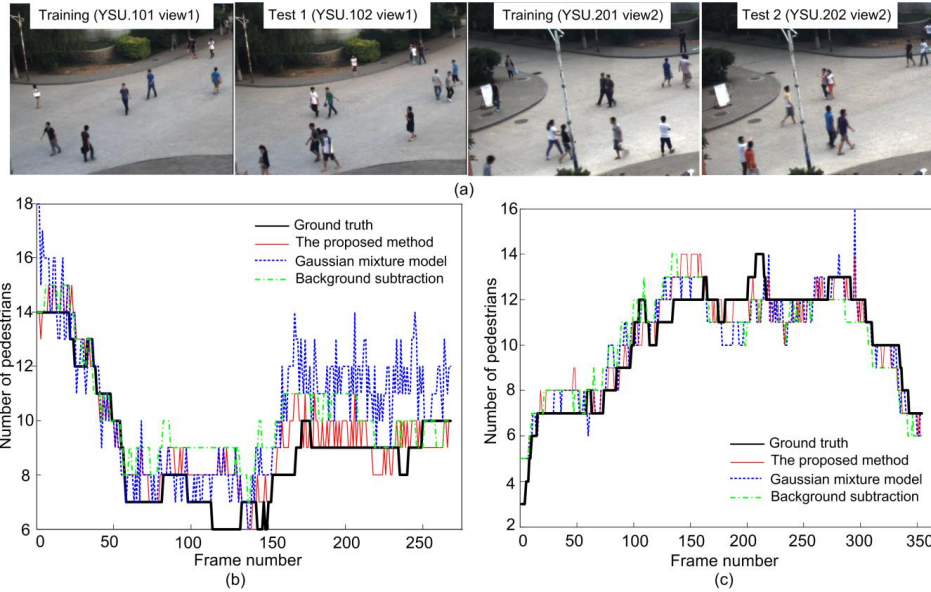 Training (YSU.101 view1)
Test 1 (YSU.102 view1)
Training (YSU.201 view2)
Test 2 (YSU.202 view2)
(a)
18
16
14
12
10
8
6
Number of pedestrians
Ground truth
The proposed method
Gaussian mixture model
Background subtraction
0 50 100 150 200 250
Frame number
(b)
16
14
12
10
8
6
4
2
Number of pedestrians
Ground truth
The proposed method
Gaussian mixture model
Background subtraction
0 50 100 150 200 250 300 350
Frame number
(c)